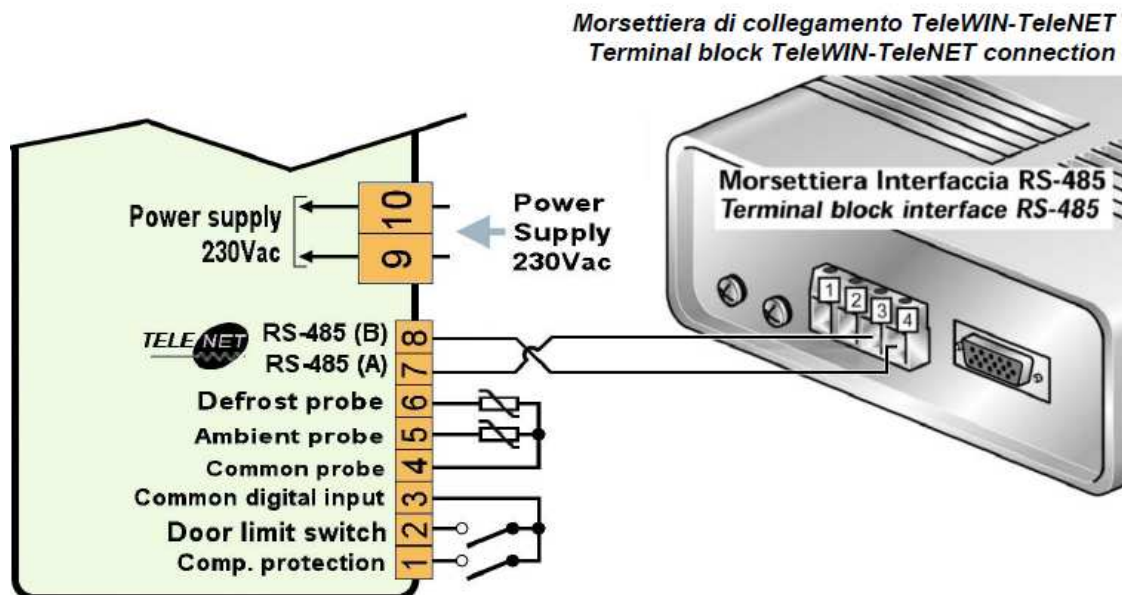 Morsettiera di collegamento TeleWIN-TeleNET
Terminal block TeleWIN-TeleNET connection
Morsettiera Interfaccia RS-485
Terminal block interface RS-485
1
2
3
4
Power supply
230Vac
10
9
Power
Supply
230Vac
TELE NET
RS-485 (B) 8
RS-485 (A) 7
Defrost probe 6
Ambient probe 5
Common probe 4
Common digital input 3
Door limit switch 2
Comp. protection 1